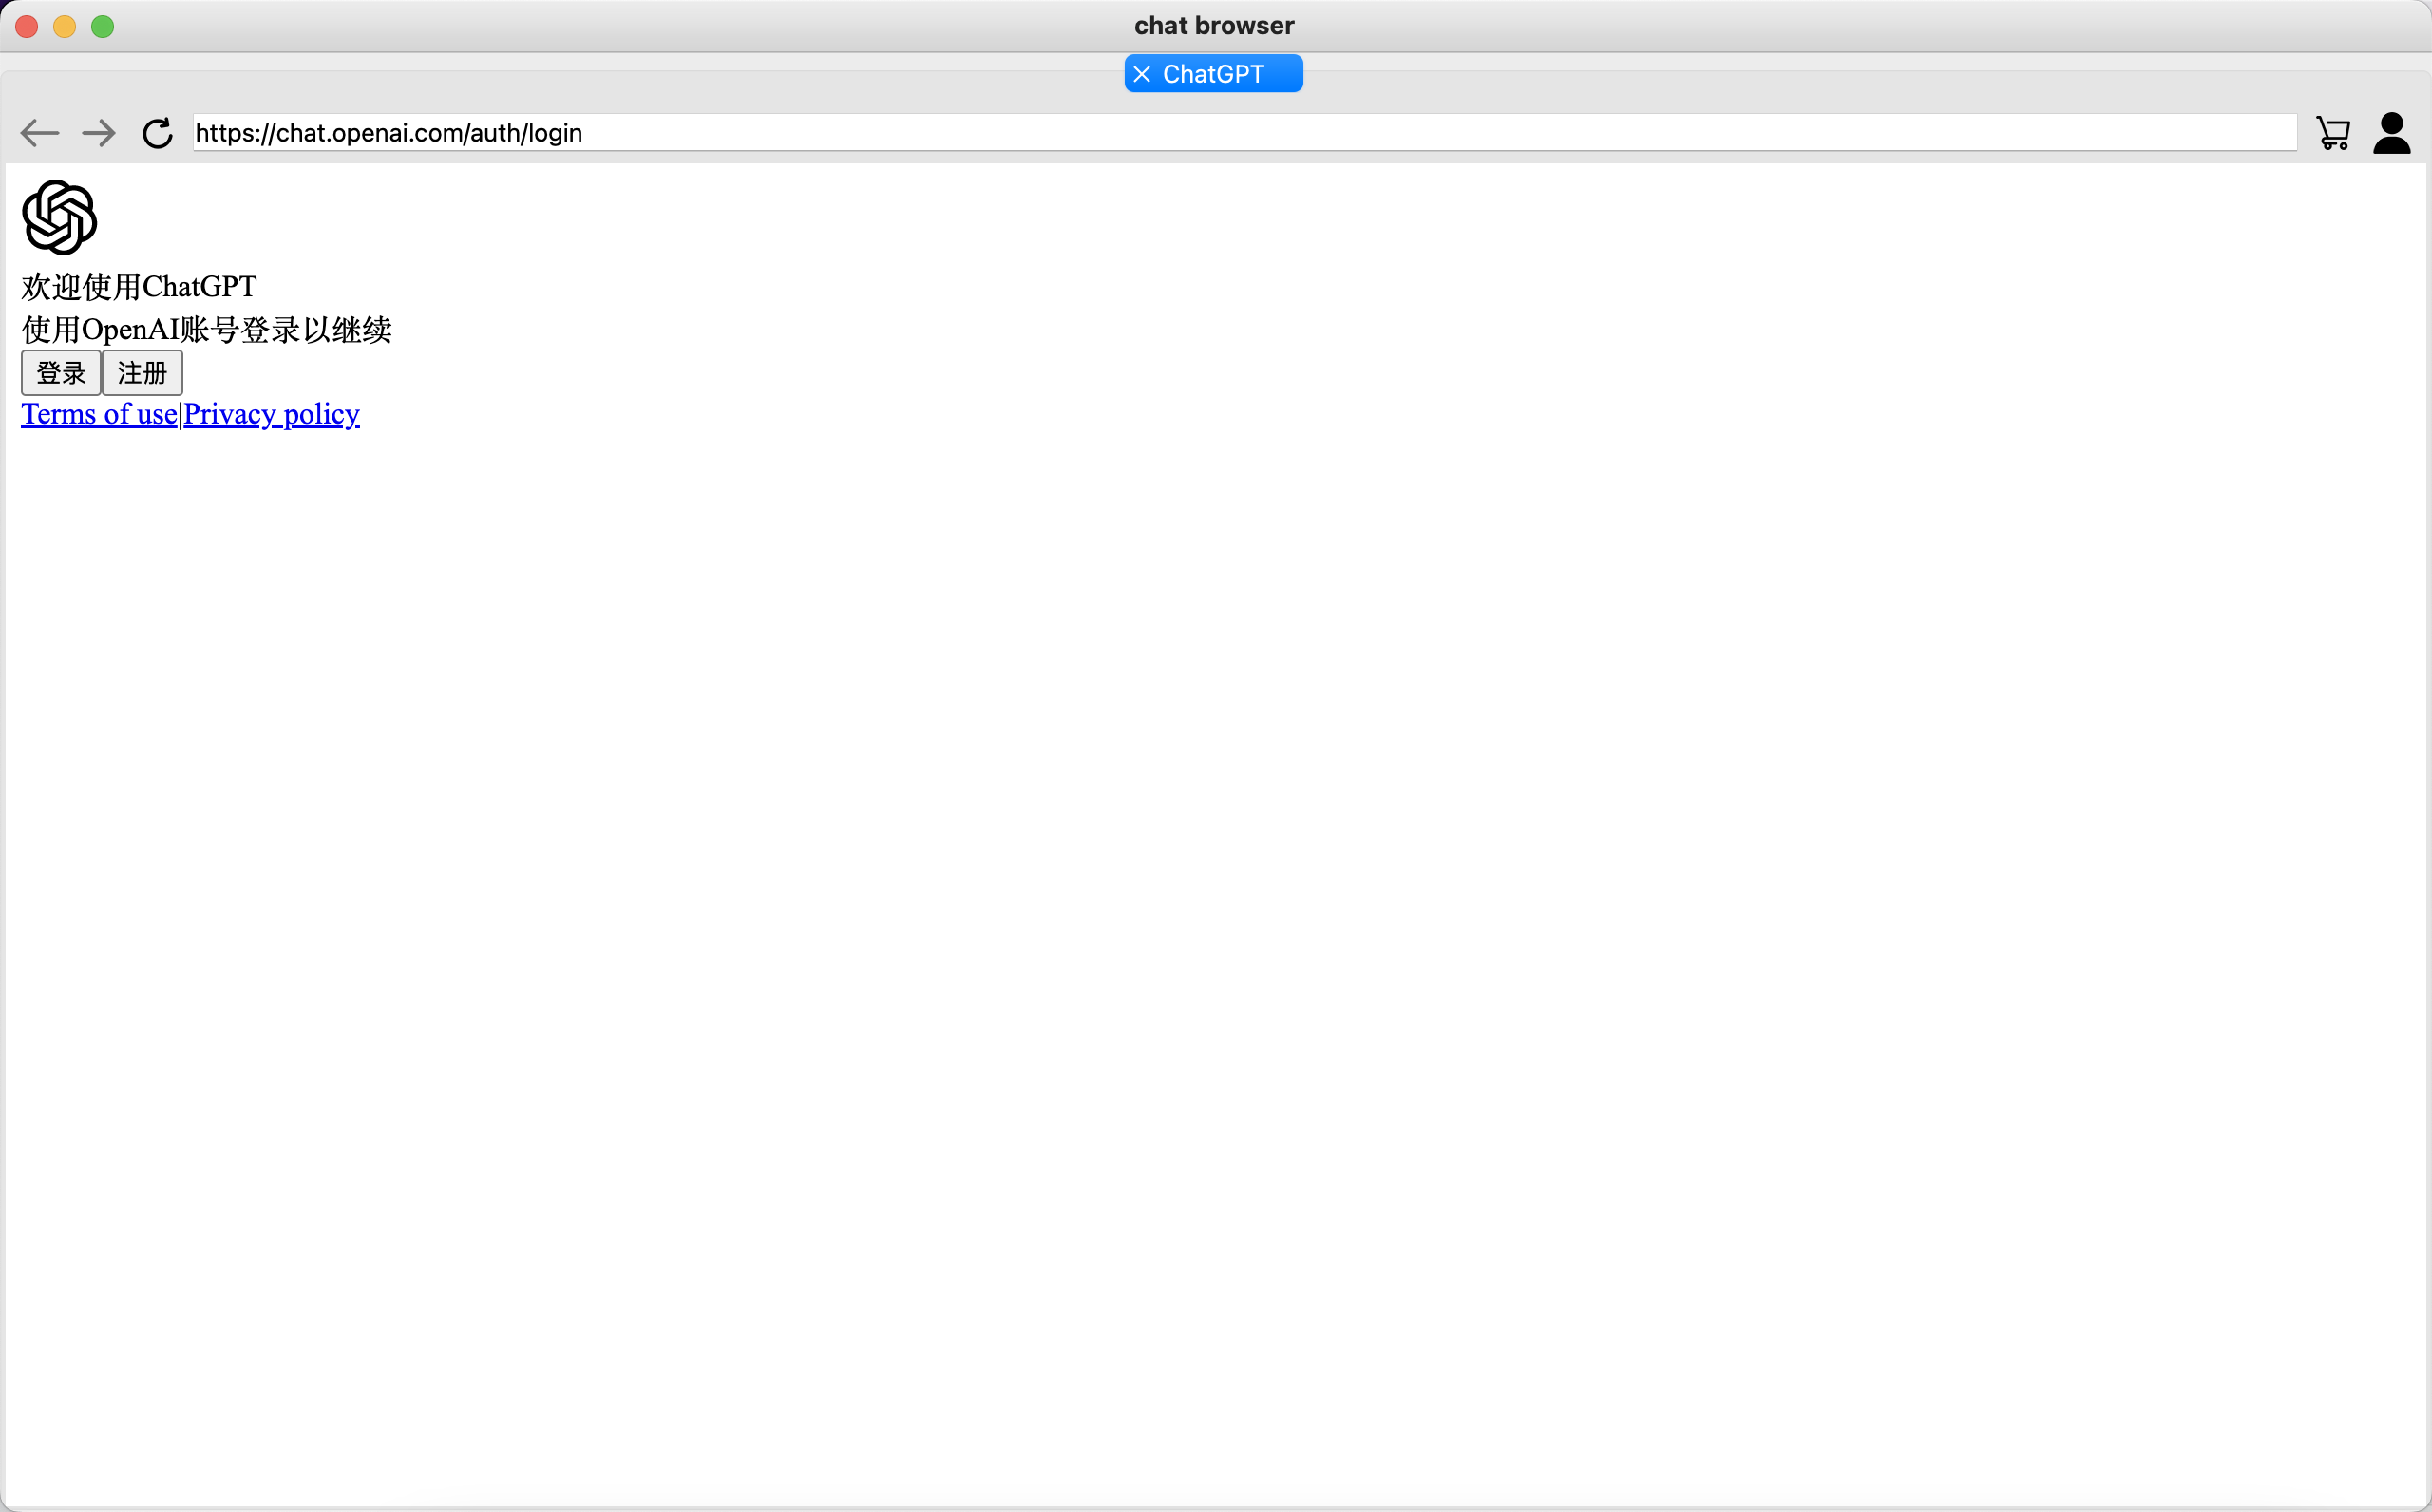 chat browser
ChatGPT
https://chat.openai.com/auth/login
欢迎使用ChatGPT
使用OpenAI账号登录以继续
登录 注册
Terms of use|Privacy policy